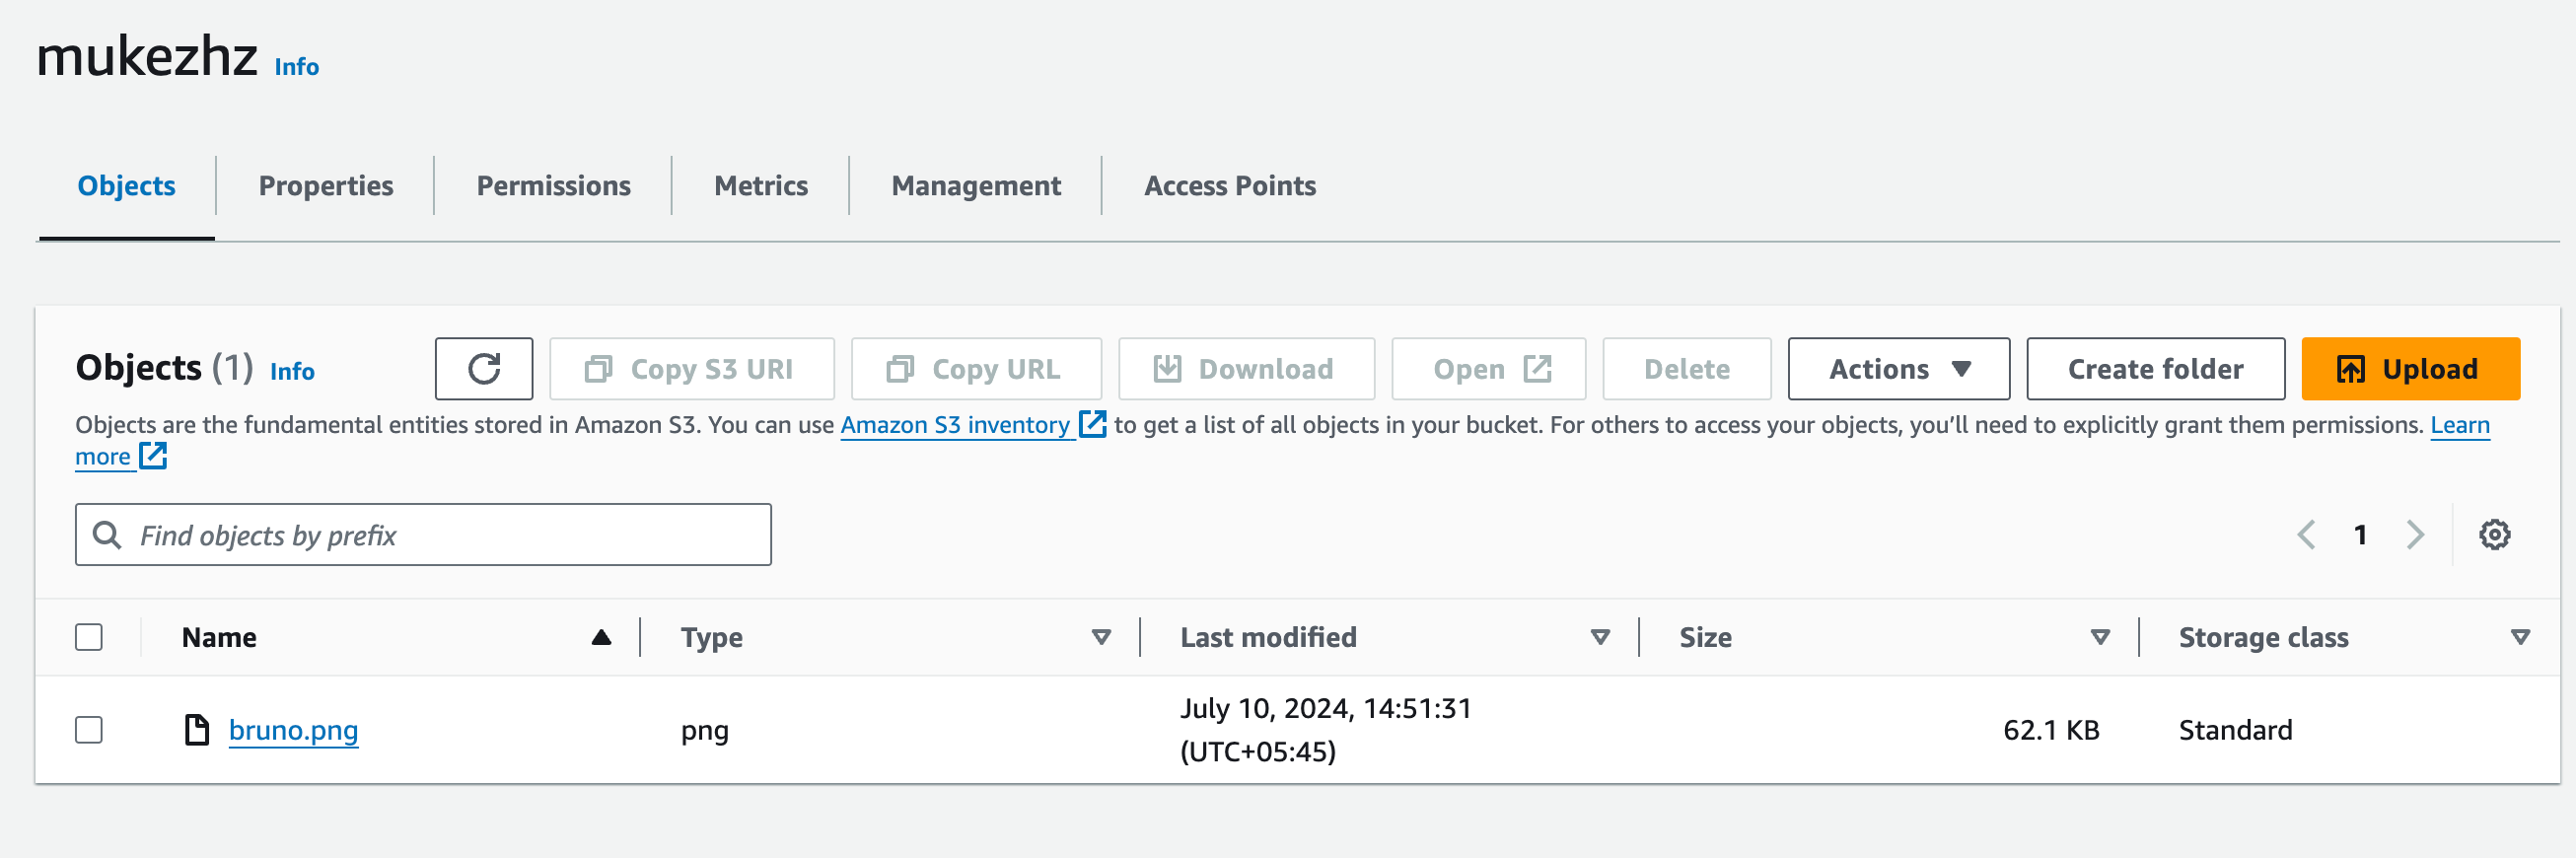 mukezhz Info
Objects Properties Permissions Metrics Management Access Points
Objects (1) Info Copy S3 URI Copy URL Download Open Delete Actions Create folder Upload
Objects are the fundamental entities stored in Amazon S3. You can use Amazon S3 inventory to get a list of all objects in your bucket. For others to access your objects, you’ll need to explicitly grant them permissions. Learn
more
Find objects by prefix 1
Name Type Last modified Size Storage class
bruno.png png July 10, 2024, 14:51:31 62.1 KB Standard
(UTC+05:45)